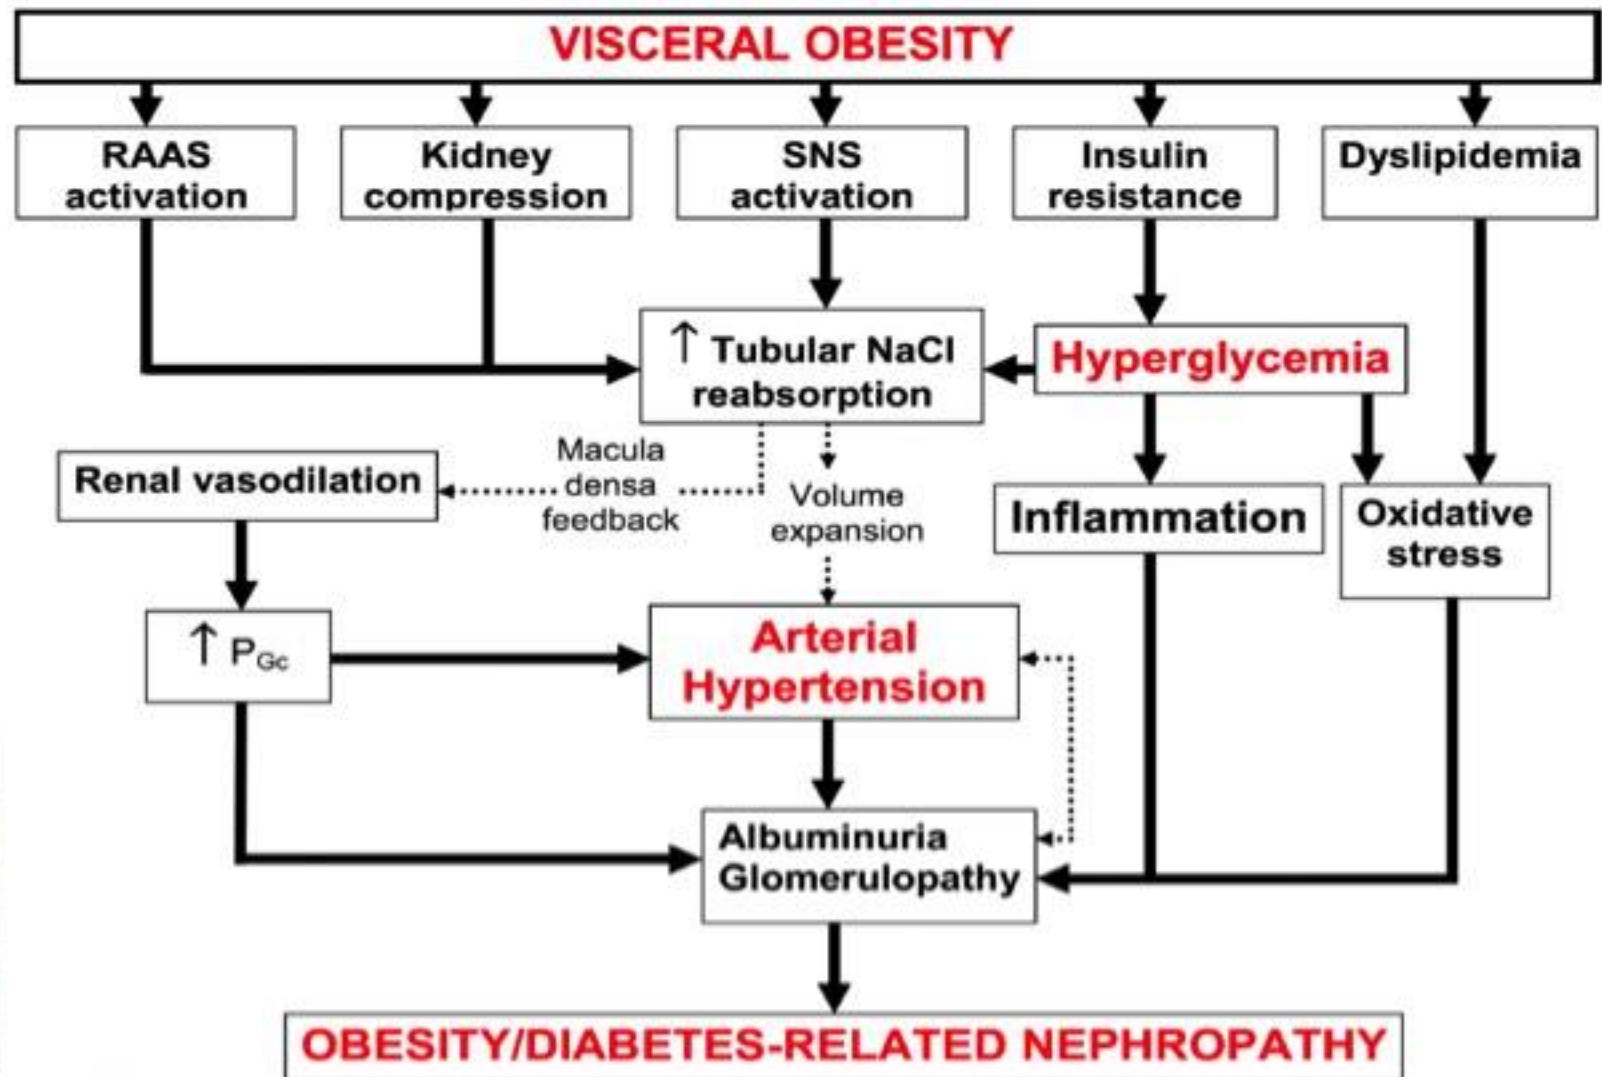 VISCERAL OBESITY
RAAS
activation
Kidney
compression
SNS
activation
Insulin
resistance
Dyslipidemia
↑ Tubular NaCl
reabsorption
Hyperglycemia
Renal vasodilation
Macula
densa
feedback
Volume
expansion
Inflammation
Oxidative
stress
↑ PGc
Arterial
Hypertension
Albuminuria
Glomerulopathy
OBESITY/DIABETES-RELATED NEPHROPATHY